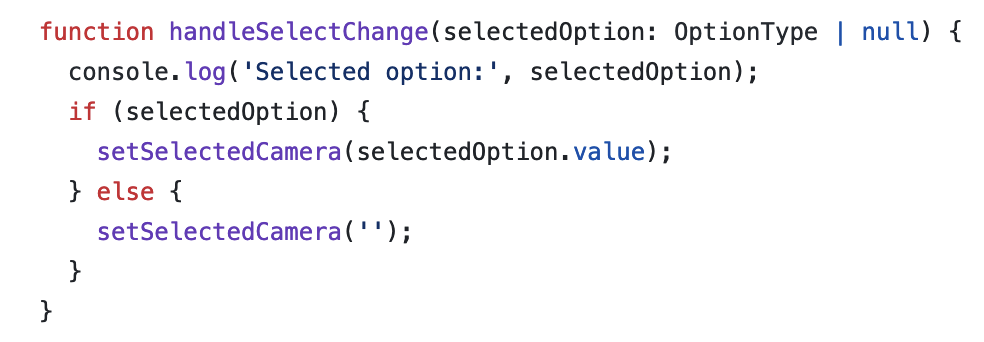 function handleSelectChange(selectedOption: OptionType | null) {
  console.log('Selected option:', selectedOption);
  if (selectedOption) {
    setSelectedCamera(selectedOption.value);
  } else {
    setSelectedCamera('');
  }
}